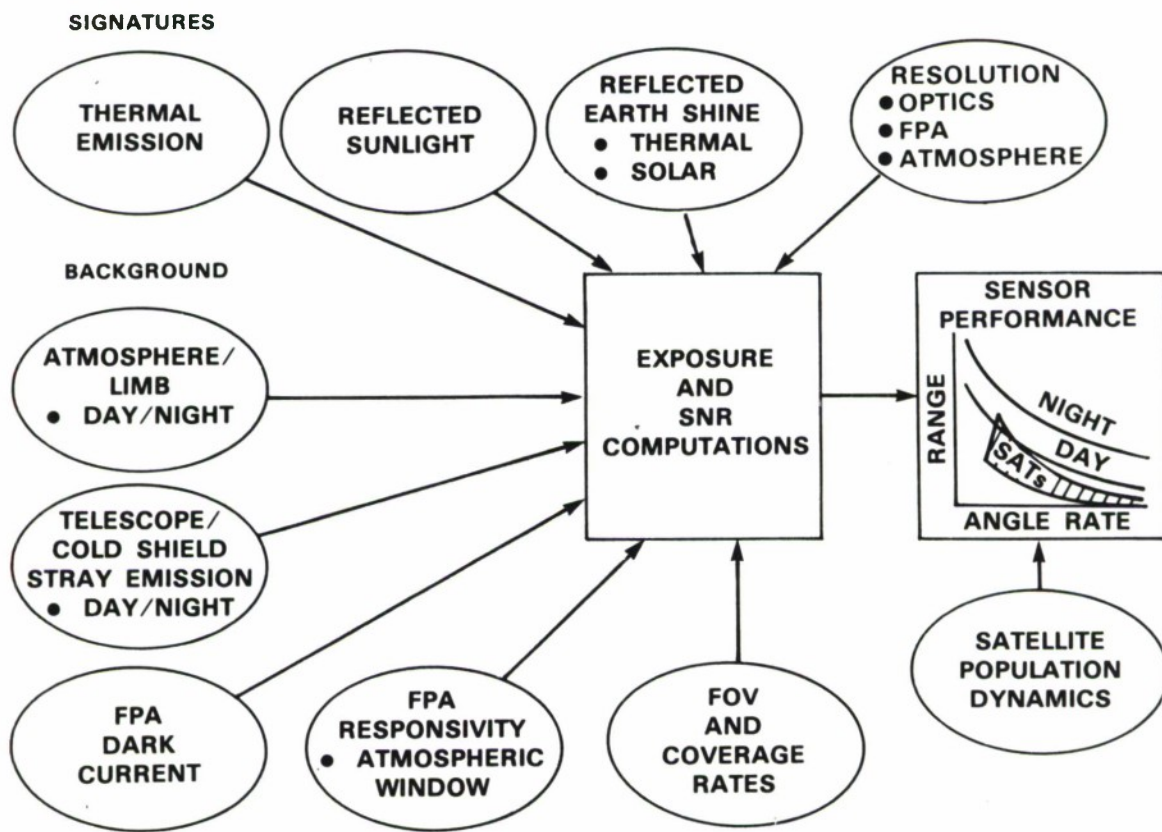 SIGNATURES
THERMAL
EMISSION
REFLECTED
SUNLIGHT
REFLECTED
EARTH SHINE
● THERMAL
● SOLAR
RESOLUTION
● OPTICS
● FPA
● ATMOSPHERE
BACKGROUND
ATMOSPHERE/
LIMB
● DAY/NIGHT
TELESCOPE/
COLD SHIELD
STRAY EMISSION
● DAY/NIGHT
FPA
DARK
CURRENT
FPA
RESPONSIVITY
● ATMOSPHERIC
WINDOW
FOV
AND
COVERAGE
RATES
EXPOSURE
AND
SNR
COMPUTATIONS
SENSOR
PERFORMANCE
RANGE
NIGHT
DAY
SATs
ANGLE RATE
SATELLITE
POPULATION
DYNAMICS